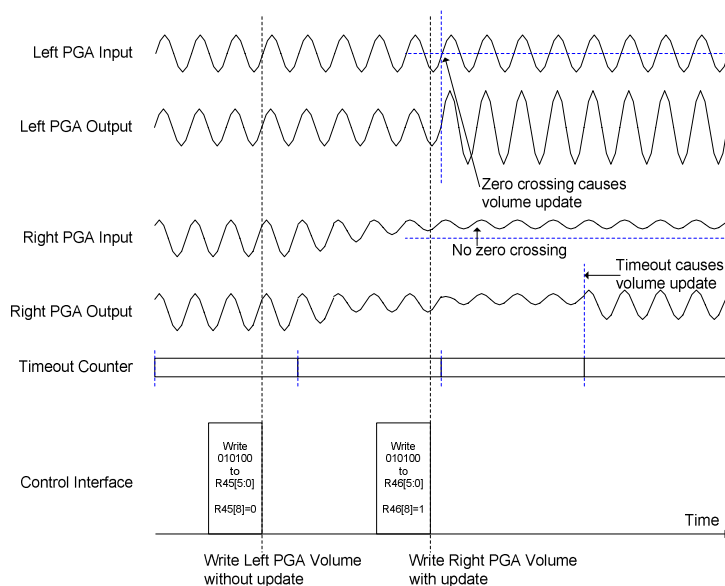 Left PGA Input
Left PGA Output
Zero crossing causes
volume update
Right PGA Input
No zero crossing
Timeout causes
volume update
Right PGA Output
Timeout Counter
Control Interface
Write
010100
to
R45[5:0]
R45[8]=0
Write
010100
to
R46[5:0]
R46[8]=1
Time
Write Left PGA Volume
without update
Write Right PGA Volume
with update